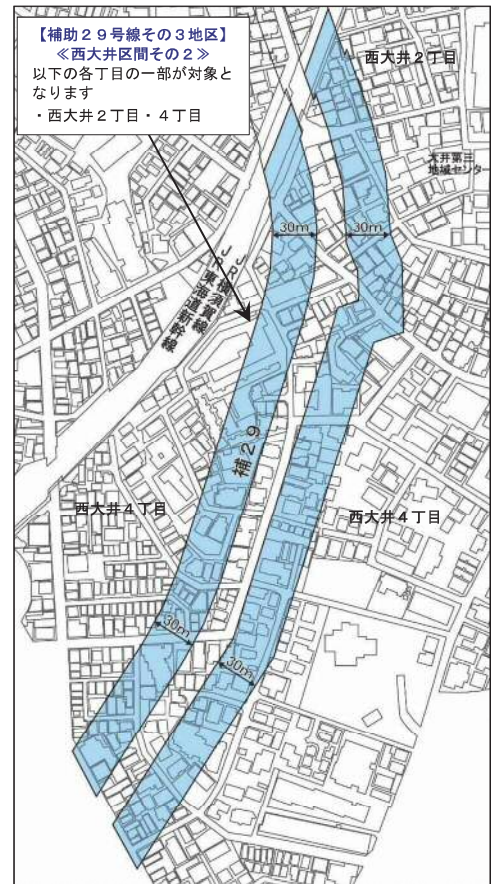 【補助２９号線その３地区】
≪西大井区間その２≫
以下の各丁目の一部が対象と
なります
・西大井２丁目・４丁目
西大井２丁目
大井第三
地域センター
30m
30m
ＪＲ横須賀線
ＪＲ東海道新幹線
補２９
西大井４丁目
西大井４丁目
30m
30m